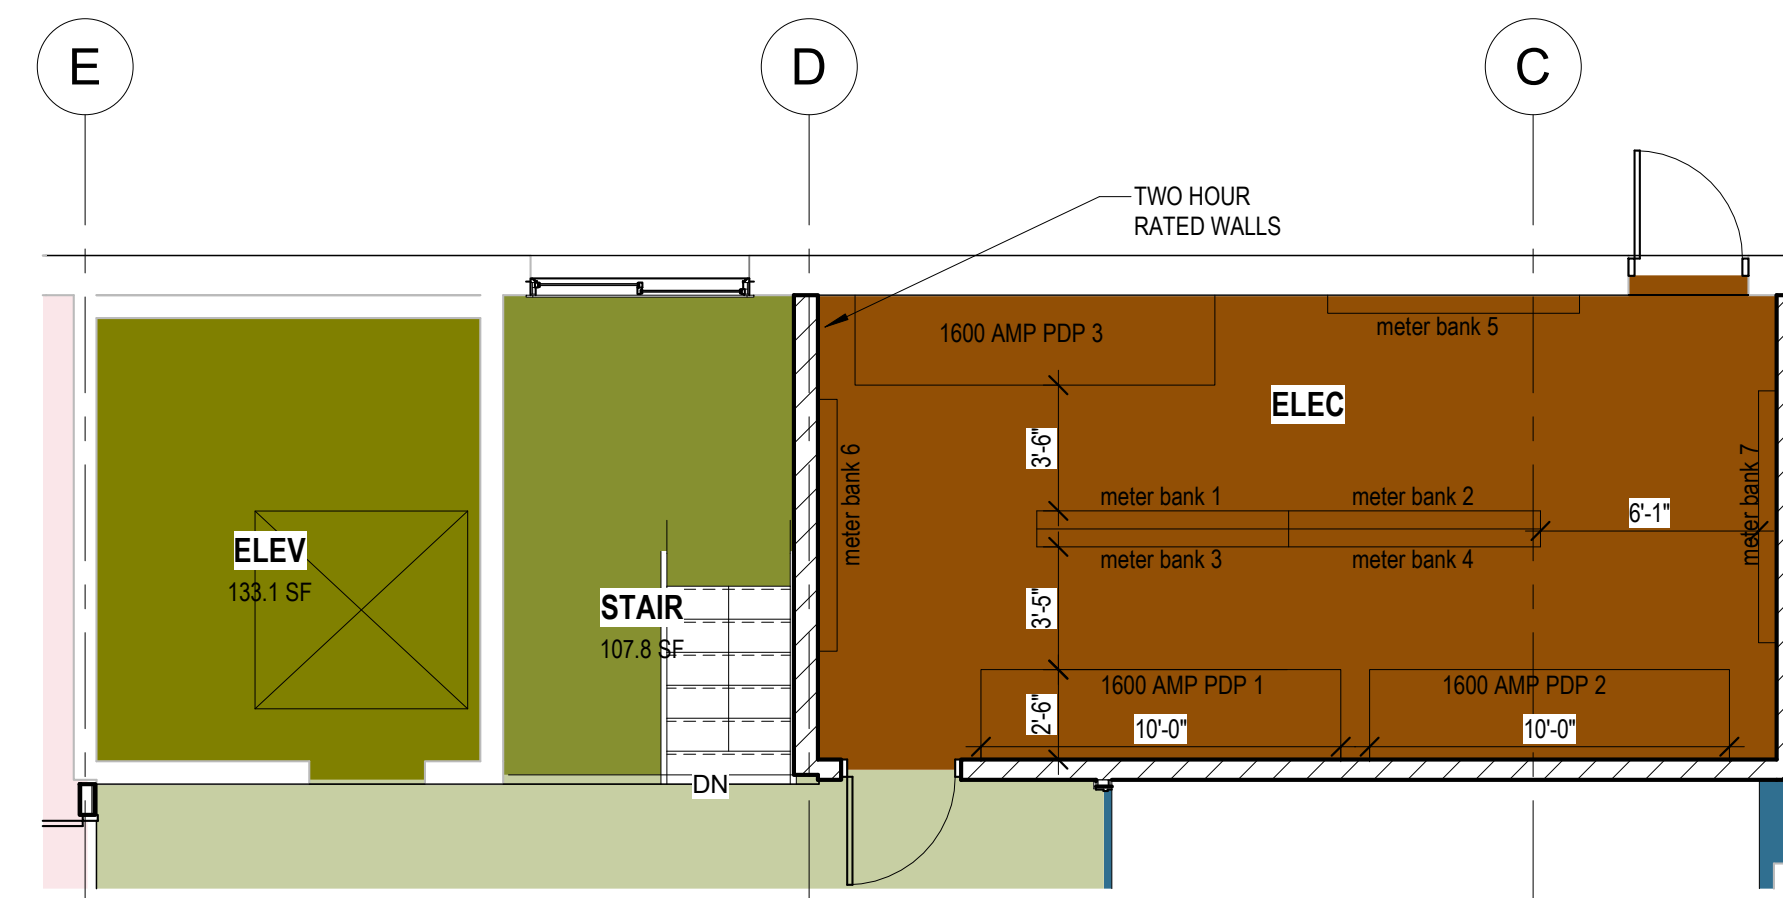 E
D
C
TWO HOUR
RATED WALLS
1600 AMP PDP 3
meter bank 5
ELEC
3'-6"
meter bank 6
meter bank 7
meter bank 1
meter bank 2
6'-1"
ELEV
133.1 SF
meter bank 3
meter bank 4
STAIR
107.8 SF
3'-5"
1600 AMP PDP 1
1600 AMP PDP 2
2'-6"
10'-0"
10'-0"
DN